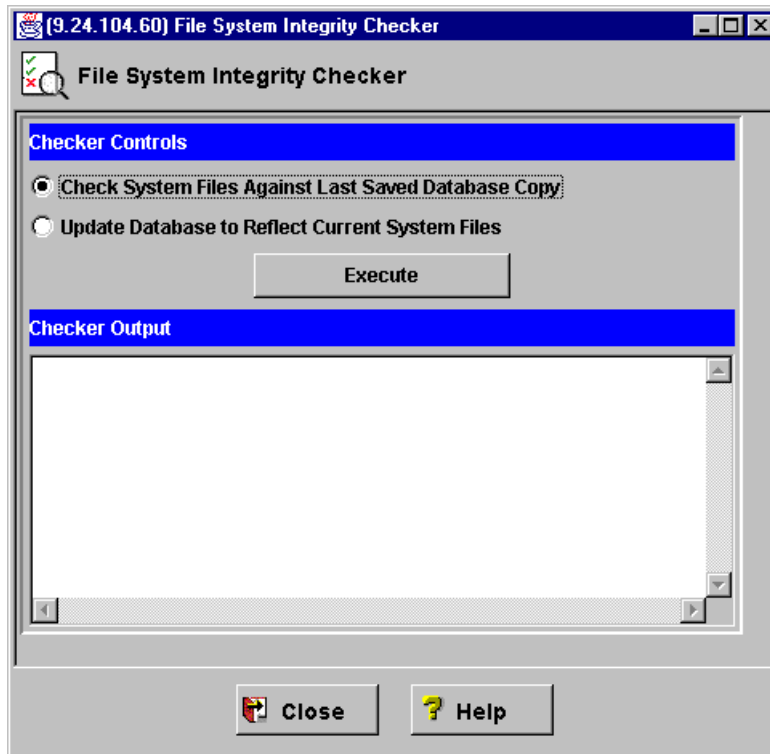 (9.24.104.60) File System Integrity Checker
File System Integrity Checker
Checker Controls
Check System Files Against Last Saved Database Copy
Update Database to Reflect Current System Files
Execute
Checker Output
Close
Help